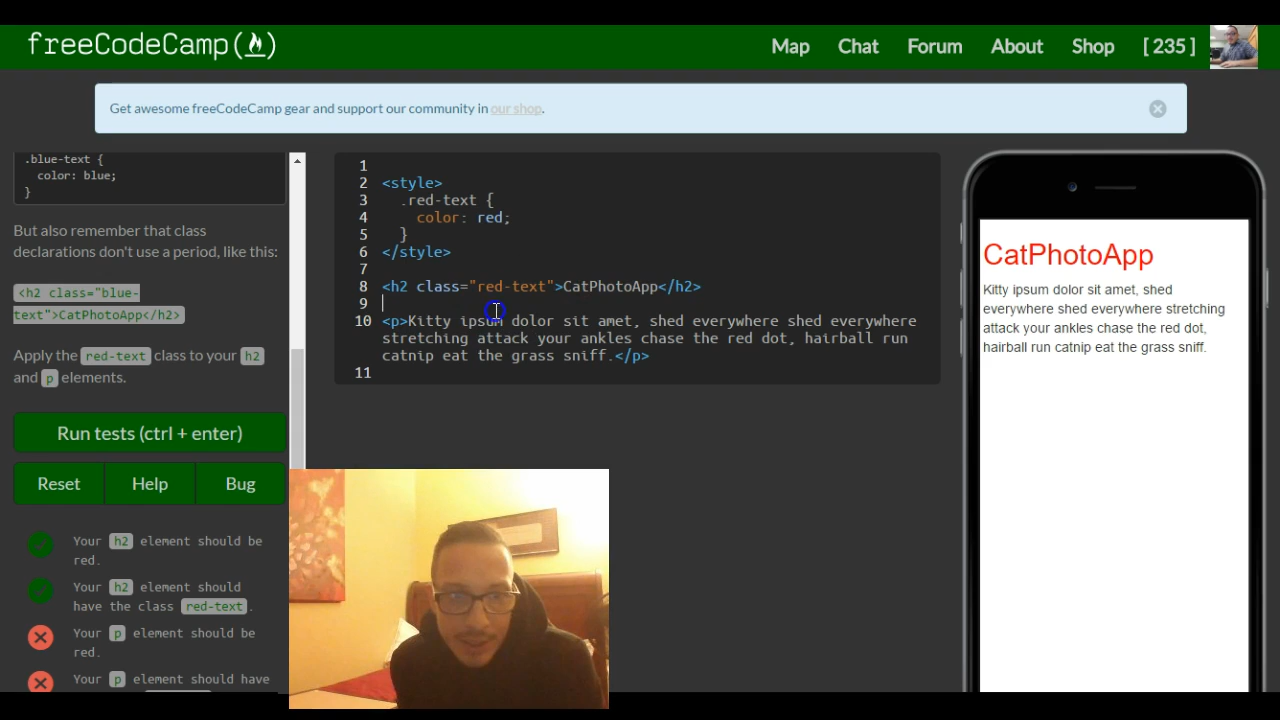 freeCodeCamp(🔥)
Map Chat Forum About Shop [ 235 ]
Get awesome freeCodeCamp gear and support our community in our shop.
.blue-text {
color: blue;
}
But also remember that class
declarations don't use a period, like this:
<h2 class="blue-
text">CatPhotoApp</h2>
Apply the red-text class to your h2
and p elements.
Run tests (ctrl + enter)
Reset Help Bug
Your h2 element should be
red.
Your h2 element should
have the class red-text.
Your p element should be
red.
Your p element should have
1
2 <style>
3 .red-text {
4 color: red;
5 }
6 </style>
7
8 <h2 class="red-text">CatPhotoApp</h2>
9
10 <p>Kitty ipsum dolor sit amet, shed everywhere shed everywhere
stretching attack your ankles chase the red dot, hairball run
catnip eat the grass sniff.</p>
11
CatPhotoApp
Kitty ipsum dolor sit amet, shed
everywhere shed everywhere stretching
attack your ankles chase the red dot,
hairball run catnip eat the grass sniff.